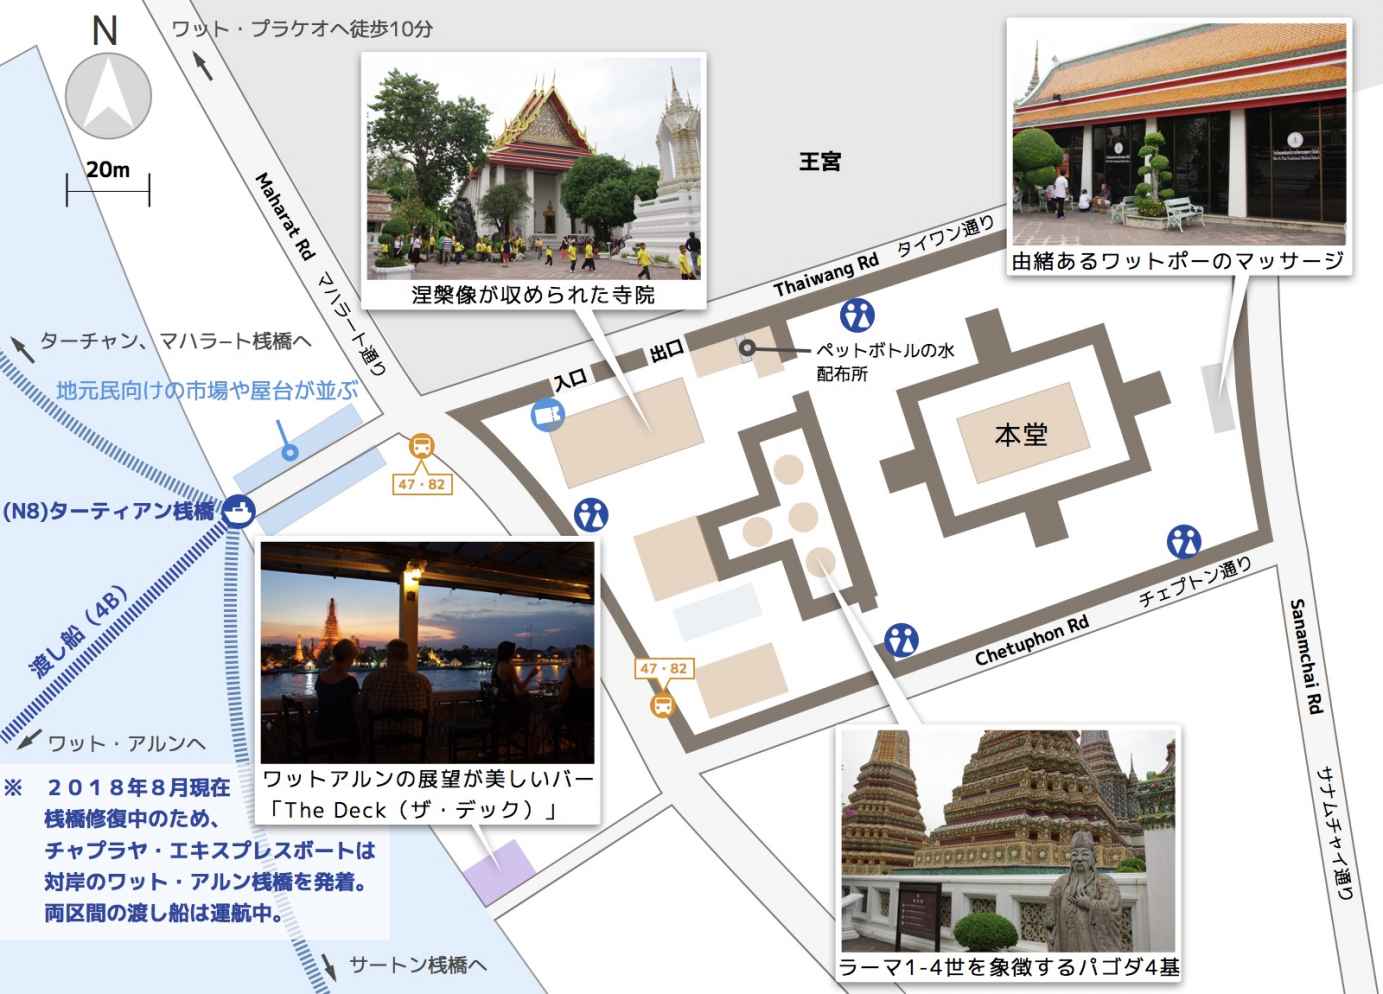 N
ワット・プラケオへ徒歩10分
20m
王宮
Maharat Rd
マハラート通り
涅槃像が収められた寺院
由緒あるワットポーのマッサージ
Thaiwang Rd
タイワン通り
入口
出口
ペットボトルの水
配布所
本堂
ターチャン、マハラート桟橋へ
地元民向けの市場や屋台が並ぶ
47・82
(N8)ターティアン桟橋
渡し船（4B）
ワット・アルンへ
ワットアルンの展望が美しいバー
「The Deck（ザ・デック）」
47・82
Chetuphon Rd
チェプトン通り
Sanamchai Rd
サナムチャイ通り
※　２０１８年８月現在
桟橋修復中のため、
チャプラヤ・エキスプレスボートは
対岸のワット・アルン桟橋を発着。
両区間の渡し船は運航中。
サートン桟橋へ
ラーマ1-4世を象徴するパゴダ4基